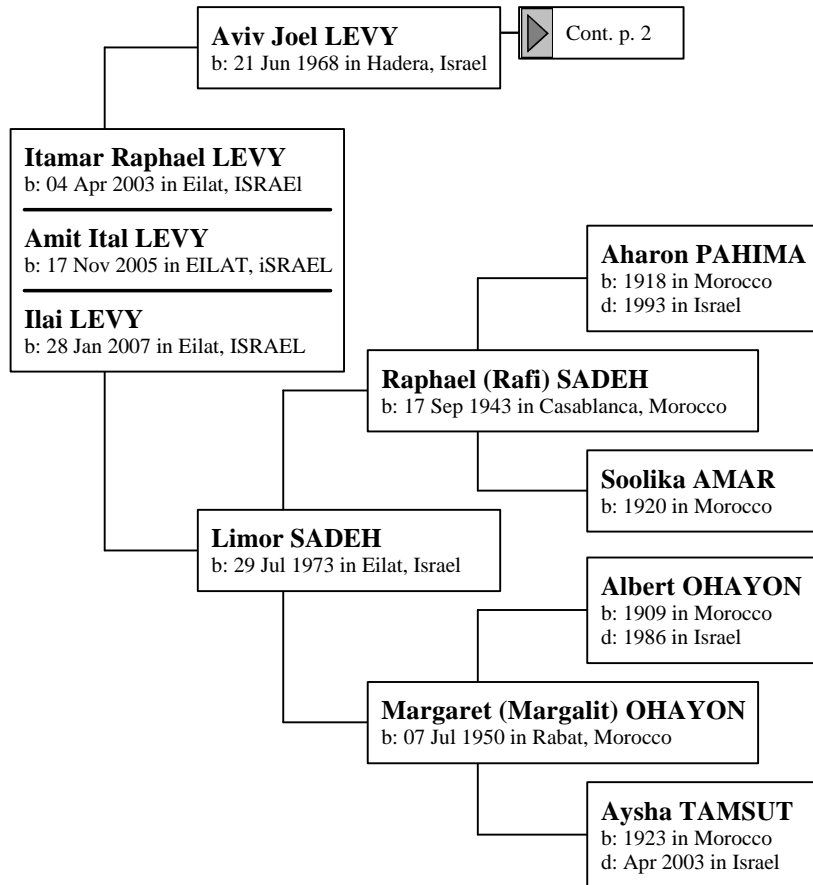 Aviv Joel LEVY
b: 21 Jun 1968 in Hadera, Israel
Cont. p. 2
Itamar Raphael LEVY
b: 04 Apr 2003 in Eilat, ISRAEl
Amit Ital LEVY
b: 17 Nov 2005 in EILAT, iSRAEL
Ilai LEVY
b: 28 Jan 2007 in Eilat, ISRAEL
Aharon PAHIMA
b: 1918 in Morocco
d: 1993 in Israel
Raphael (Rafi) SADEH
b: 17 Sep 1943 in Casablanca, Morocco
Soolika AMAR
b: 1920 in Morocco
Limor SADEH
b: 29 Jul 1973 in Eilat, Israel
Albert OHAYON
b: 1909 in Morocco
d: 1986 in Israel
Margaret (Margalit) OHAYON
b: 07 Jul 1950 in Rabat, Morocco
Aysha TAMSUT
b: 1923 in Morocco
d: Apr 2003 in Israel